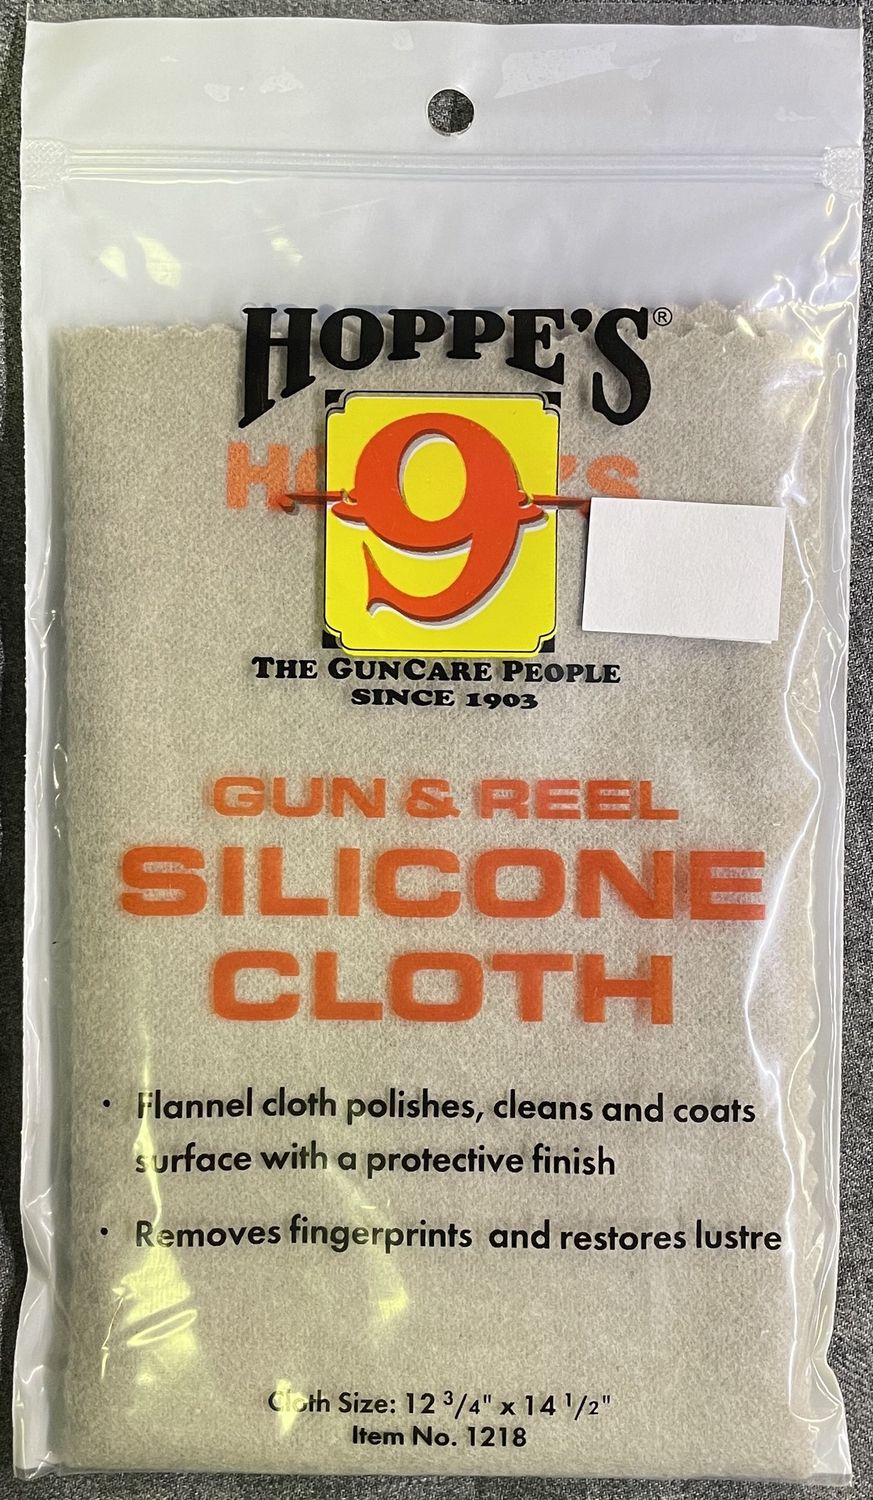 HOPPE'S®
9
THE GUNCARE PEOPLE
SINCE 1903
GUN & REEL
SILICONE
CLOTH
• Flannel cloth polishes, cleans and coats
surface with a protective finish
• Removes fingerprints and restores lustre
Cloth Size: 12 3/4" x 14 1/2"
Item No. 1218